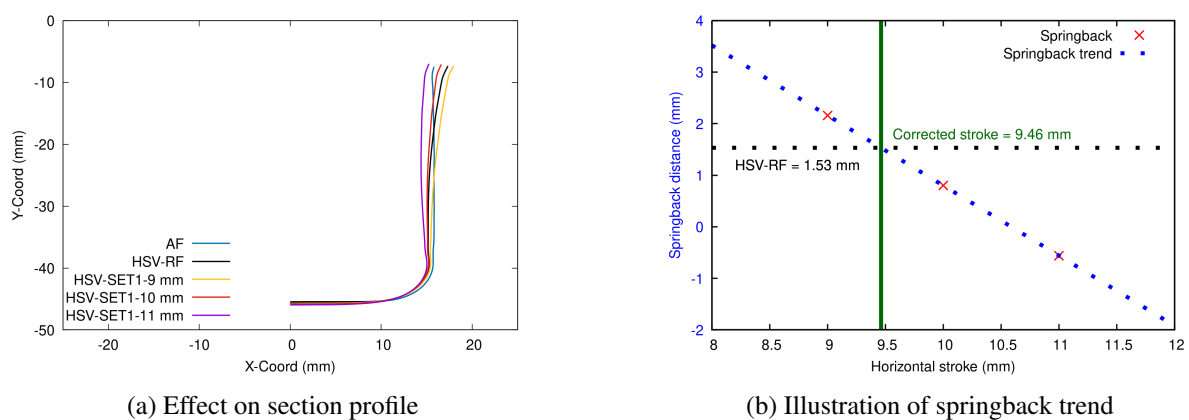 0
-10
-20
-30
-40
-50
Y-Coord (mm)
-20
-10
0
10
20
X-Coord (mm)
AF
HSV-RF
HSV-SET1-9 mm
HSV-SET1-10 mm
HSV-SET1-11 mm
(a) Effect on section profile
4
3
2
1
0
-1
-2
Springback distance (mm)
Springback
Springback trend
Corrected stroke = 9.46 mm
HSV-RF = 1.53 mm
8
8.5
9
9.5
10
10.5
11
11.5
12
Horizontal stroke (mm)
(b) Illustration of springback trend